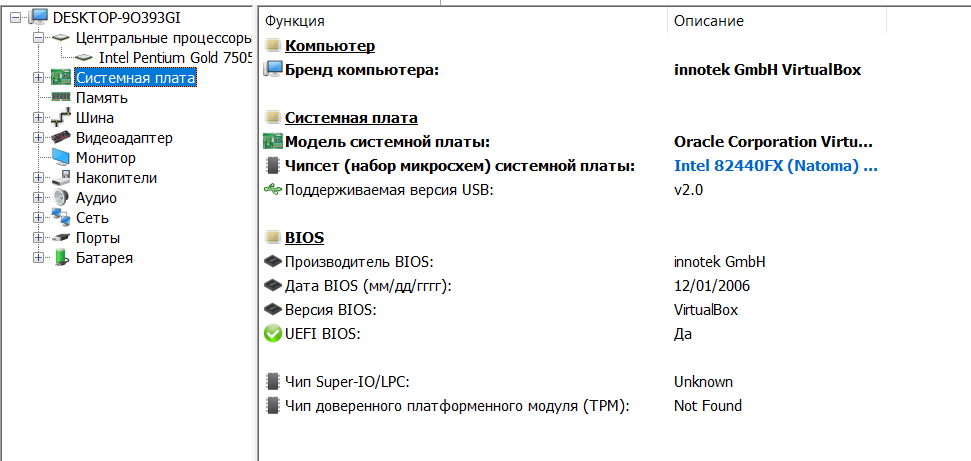 DESKTOP-9O393GI
Центральные процессоры
Intel Pentium Gold 7505
Системная плата
Память
Шина
Видеоадаптер
Монитор
Накопители
Аудио
Сеть
Порты
Батарея
Функция Описание
Компьютер
Бренд компьютера: innotek GmbH VirtualBox
Системная плата
Модель системной платы: Oracle Corporation Virtu...
Чипсет (набор микросхем) системной платы: Intel 82440FX (Natoma) ...
Поддерживаемая версия USB: v2.0
BIOS
Производитель BIOS: innotek GmbH
Дата BIOS (мм/дд/гггг): 12/01/2006
Версия BIOS: VirtualBox
UEFI BIOS: Да
Чип Super-IO/LPC: Unknown
Чип доверенного платформенного модуля (TPM): Not Found